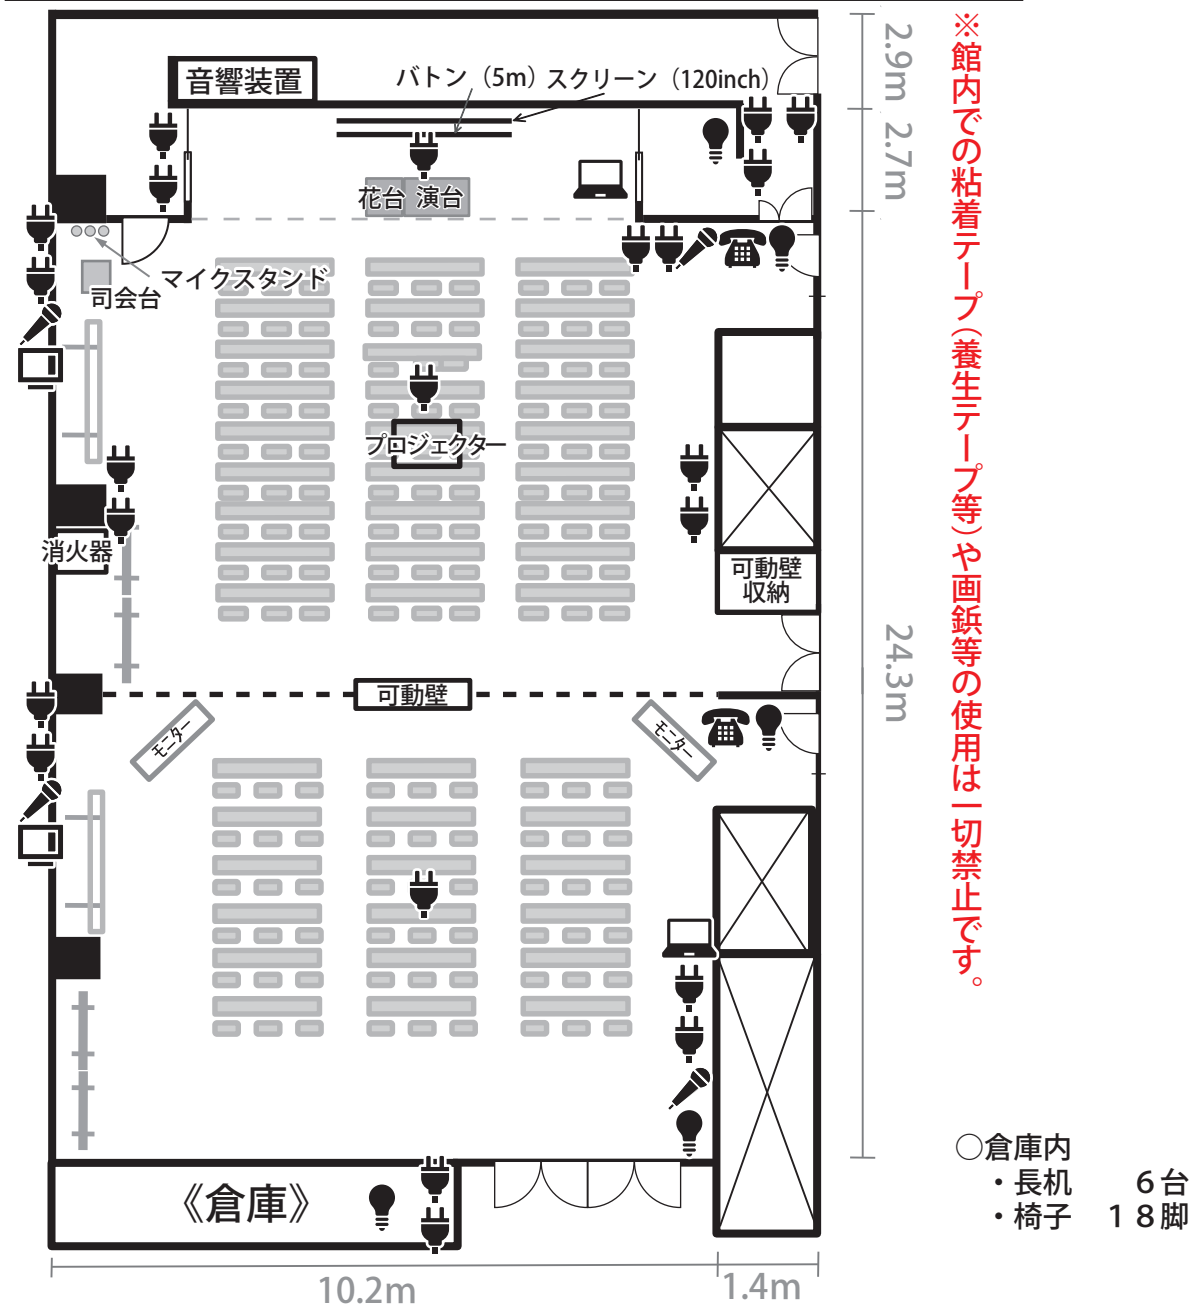 音響装置
バトン（5m）
スクリーン（120inch）
花台
演台
マイクスタンド
司会台
プロジェクター
消火器
可動壁
収納
可動壁
モニター
モニター
《倉庫》
2.9m
2.7m
24.3m
10.2m
1.4m
※館内での粘着テープ（養生テープ等）や画鋲等の使用は一切禁止です。
○倉庫内
・長机　６台
・椅子　１８脚